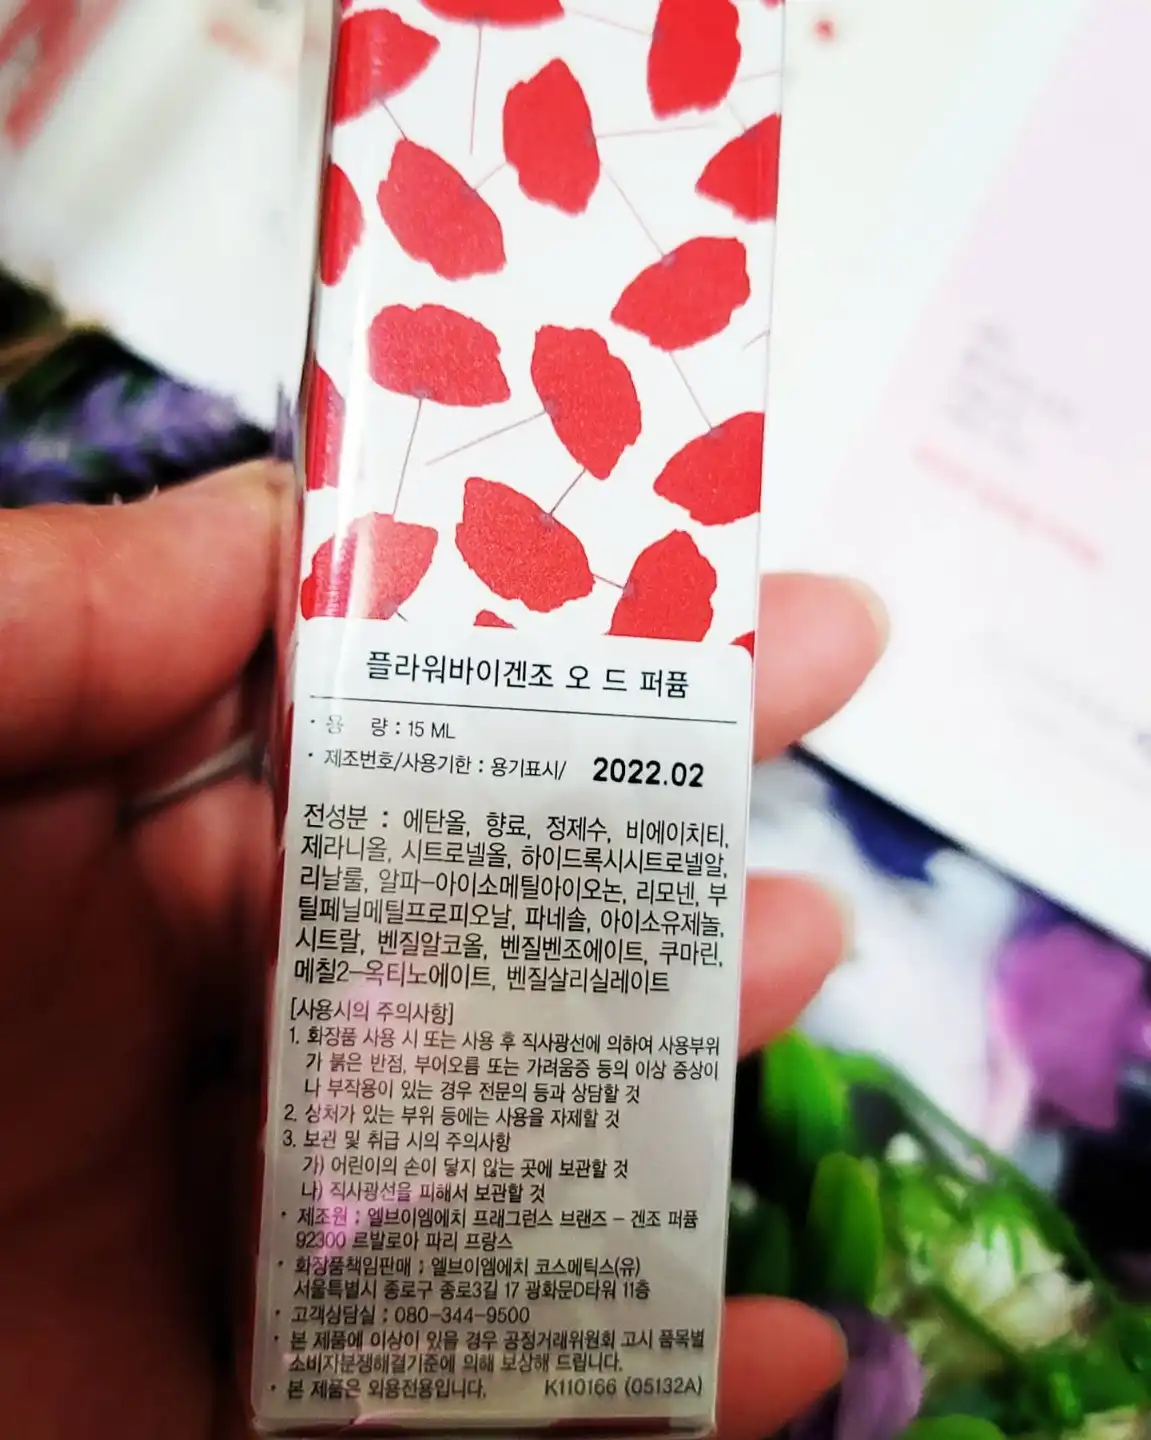 플라워바이겐조 오 드 퍼퓸
· 용 량 : 15 ML
· 제조번호/사용기한 : 용기표시/ 2022.02
전성분 : 에탄올, 향료, 정제수, 비에이치티,
제라니올, 시트로넬올, 하이드록시시트로넬알,
리날룰, 알파-아이소메틸아이오논, 리모넨, 부
틸페닐메틸프로피오날, 파네솔, 아이소유제놀,
시트랄, 벤질알코올, 벤질벤조에이트, 쿠마린,
메칠2-옥티노에이트, 벤질살리실레이트
[사용시의 주의사항]
1. 화장품 사용 시 또는 사용 후 직사광선에 의하여 사용부위
가 붉은 반점, 부어오름 또는 가려움증 등의 이상 증상이
나 부작용이 있는 경우 전문의 등과 상담할 것
2. 상처가 있는 부위 등에는 사용을 자제할 것
3. 보관 및 취급 시의 주의사항
가) 어린이의 손이 닿지 않는 곳에 보관할 것
나) 직사광선을 피해서 보관할 것
· 제조원 : 엘브이엠에치 프래그런스 브랜즈 - 겐조 퍼퓸
92300 르발로아 파리 프랑스
· 화장품책임판매 : 엘브이엠에치 코스메틱스(유)
서울특별시 종로구 종로3길 17 광화문D타워 11층
· 고객상담실 : 080-344-9500
· 본 제품에 이상이 있을 경우 공정거래위원회 고시 품목별
소비자분쟁해결기준에 의해 보상해 드립니다.
· 본 제품은 외용전용입니다. K110166 (05132A)